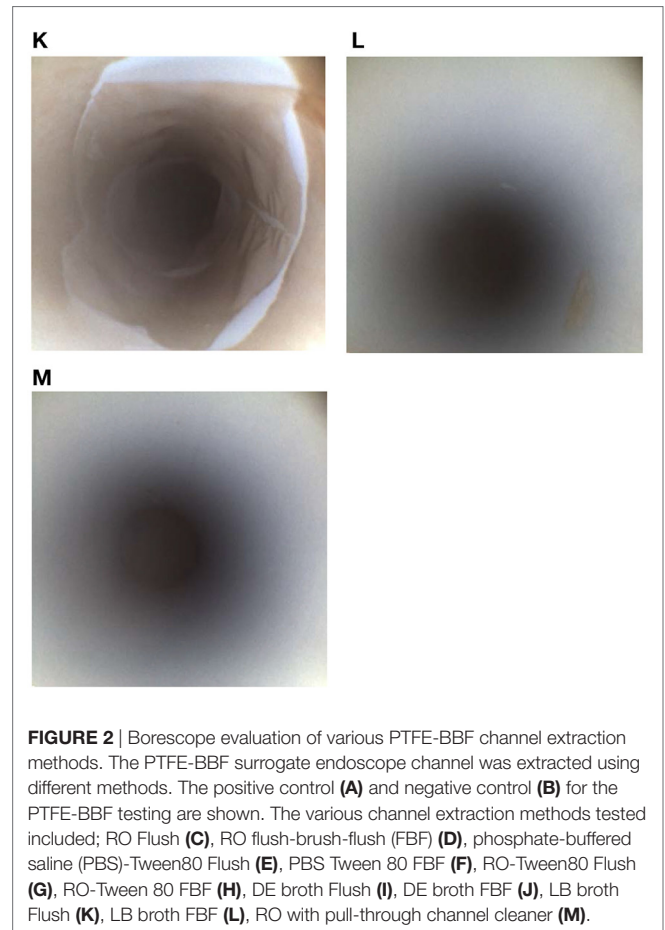 K
L
M
FIGURE 2 | Borescope evaluation of various PTFE-BBF channel extraction
methods. The PTFE-BBF surrogate endoscope channel was extracted using
different methods. The positive control (A) and negative control (B) for the
PTFE-BBF testing are shown. The various channel extraction methods tested
included; RO Flush (C), RO flush-brush-flush (FBF) (D), phosphate-buffered
saline (PBS)-Tween80 Flush (E), PBS Tween 80 FBF (F), RO-Tween80 Flush
(G), RO-Tween 80 FBF (H), DE broth Flush (I), DE broth FBF (J), LB broth
Flush (K), LB broth FBF (L), RO with pull-through channel cleaner (M).